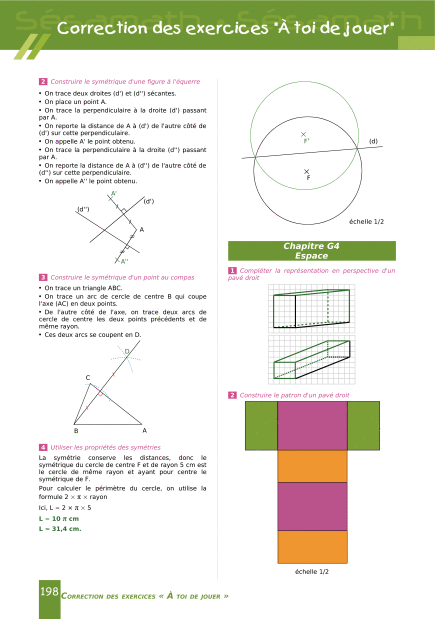 Correction des exercices "À toi de jouer"
2 Construire le symétrique d'une figure à l'équerre
• On trace deux droites (d') et (d'') sécantes.
• On place un point A.
• On trace la perpendiculaire à la droite (d') passant
par A.
• On reporte la distance de A à (d') de l'autre côté de
(d') sur cette perpendiculaire.
• On appelle A' le point obtenu.
• On trace la perpendiculaire à la droite (d'') passant
par A.
• On reporte la distance de A à (d'') de l'autre côté de
(d'') sur cette perpendiculaire.
• On appelle A'' le point obtenu.
A'
(d')
(d'')
A
A''
3 Construire le symétrique d'un point au compas
• On trace un triangle ABC.
• On trace un arc de cercle de centre B qui coupe
l'axe (AC) en deux points.
• De l'autre côté de l'axe, on trace deux arcs de
cercle de centre les deux points précédents et de
même rayon.
• Ces deux arcs se coupent en D.
D
C
B
A
4 Utiliser les propriétés des symétries
La symétrie conserve les distances, donc le
symétrique du cercle de centre F et de rayon 5 cm est
le cercle de même rayon et ayant pour centre le
symétrique de F.
Pour calculer le périmètre du cercle, on utilise la
formule 2 × π × rayon
Ici, L = 2 × π × 5
L = 10 π cm
L ≈ 31,4 cm.
F'
(d)
F
échelle 1/2
Chapitre G4
Espace
1 Compléter la représentation en perspective d'un
pavé droit
2 Construire le patron d'un pavé droit
échelle 1/2
198 CORRECTION DES EXERCICES « À TOI DE JOUER »